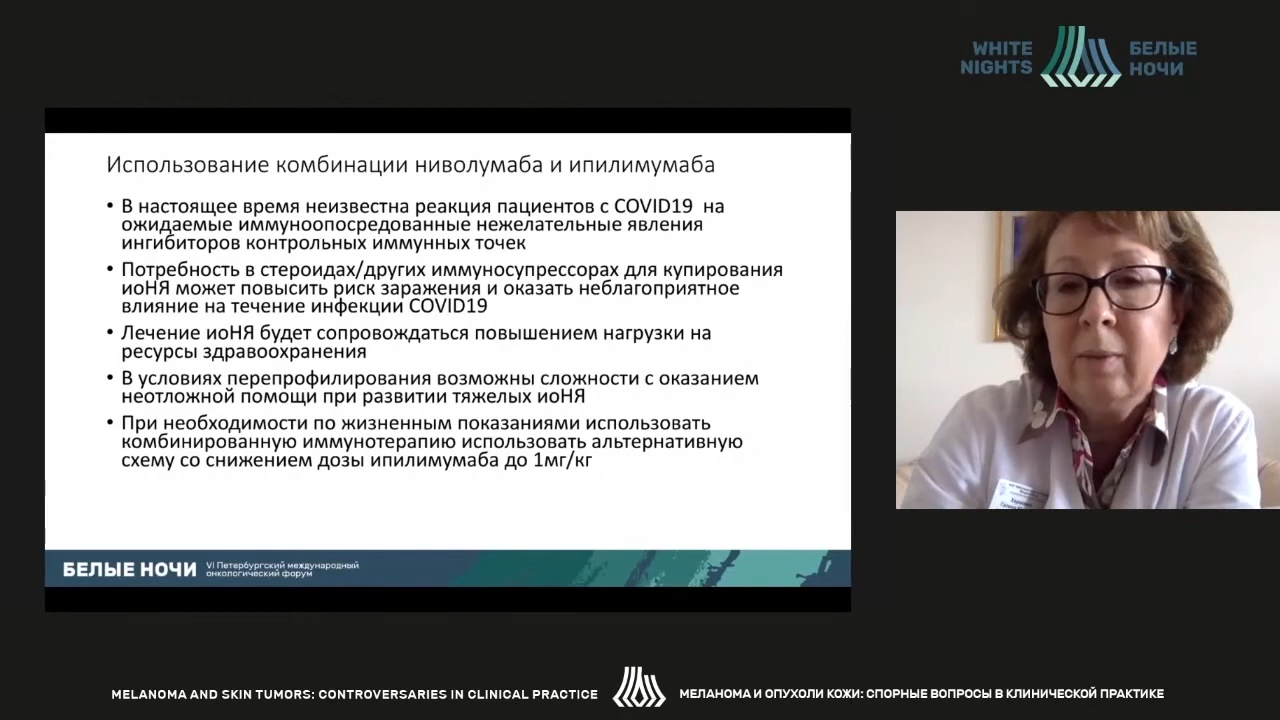 WHITE
NIGHTS
БЕЛЫЕ
НОЧИ
Использование комбинации ниволумаба и ипилимумаба
• В настоящее время неизвестна реакция пациентов с COVID19 на
ожидаемые иммуноопосредованные нежелательные явления
ингибиторов контрольных иммунных точек
• Потребность в стероидах/других иммуносупрессорах для купирования
иоНЯ может повысить риск заражения и оказать неблагоприятное
влияние на течение инфекции COVID19
• Лечение иоНЯ будет сопровождаться повышением нагрузки на
ресурсы здравоохранения
• В условиях перепрофилирования возможны сложности с оказанием
неотложной помощи при развитии тяжелых иоНЯ
• При необходимости по жизненным показаниями использовать
комбинированную иммунотерапию использовать альтернативную
схему со снижением дозы ипилимумаба до 1мг/кг
БЕЛЫЕ НОЧИ
VI Петербургский международный
онкологический форум
MELANOMA AND SKIN TUMORS: CONTROVERSARIES IN CLINICAL PRACTICE
МЕЛАНОМА И ОПУХОЛИ КОЖИ: СПОРНЫЕ ВОПРОСЫ В КЛИНИЧЕСКОЙ ПРАКТИКЕ